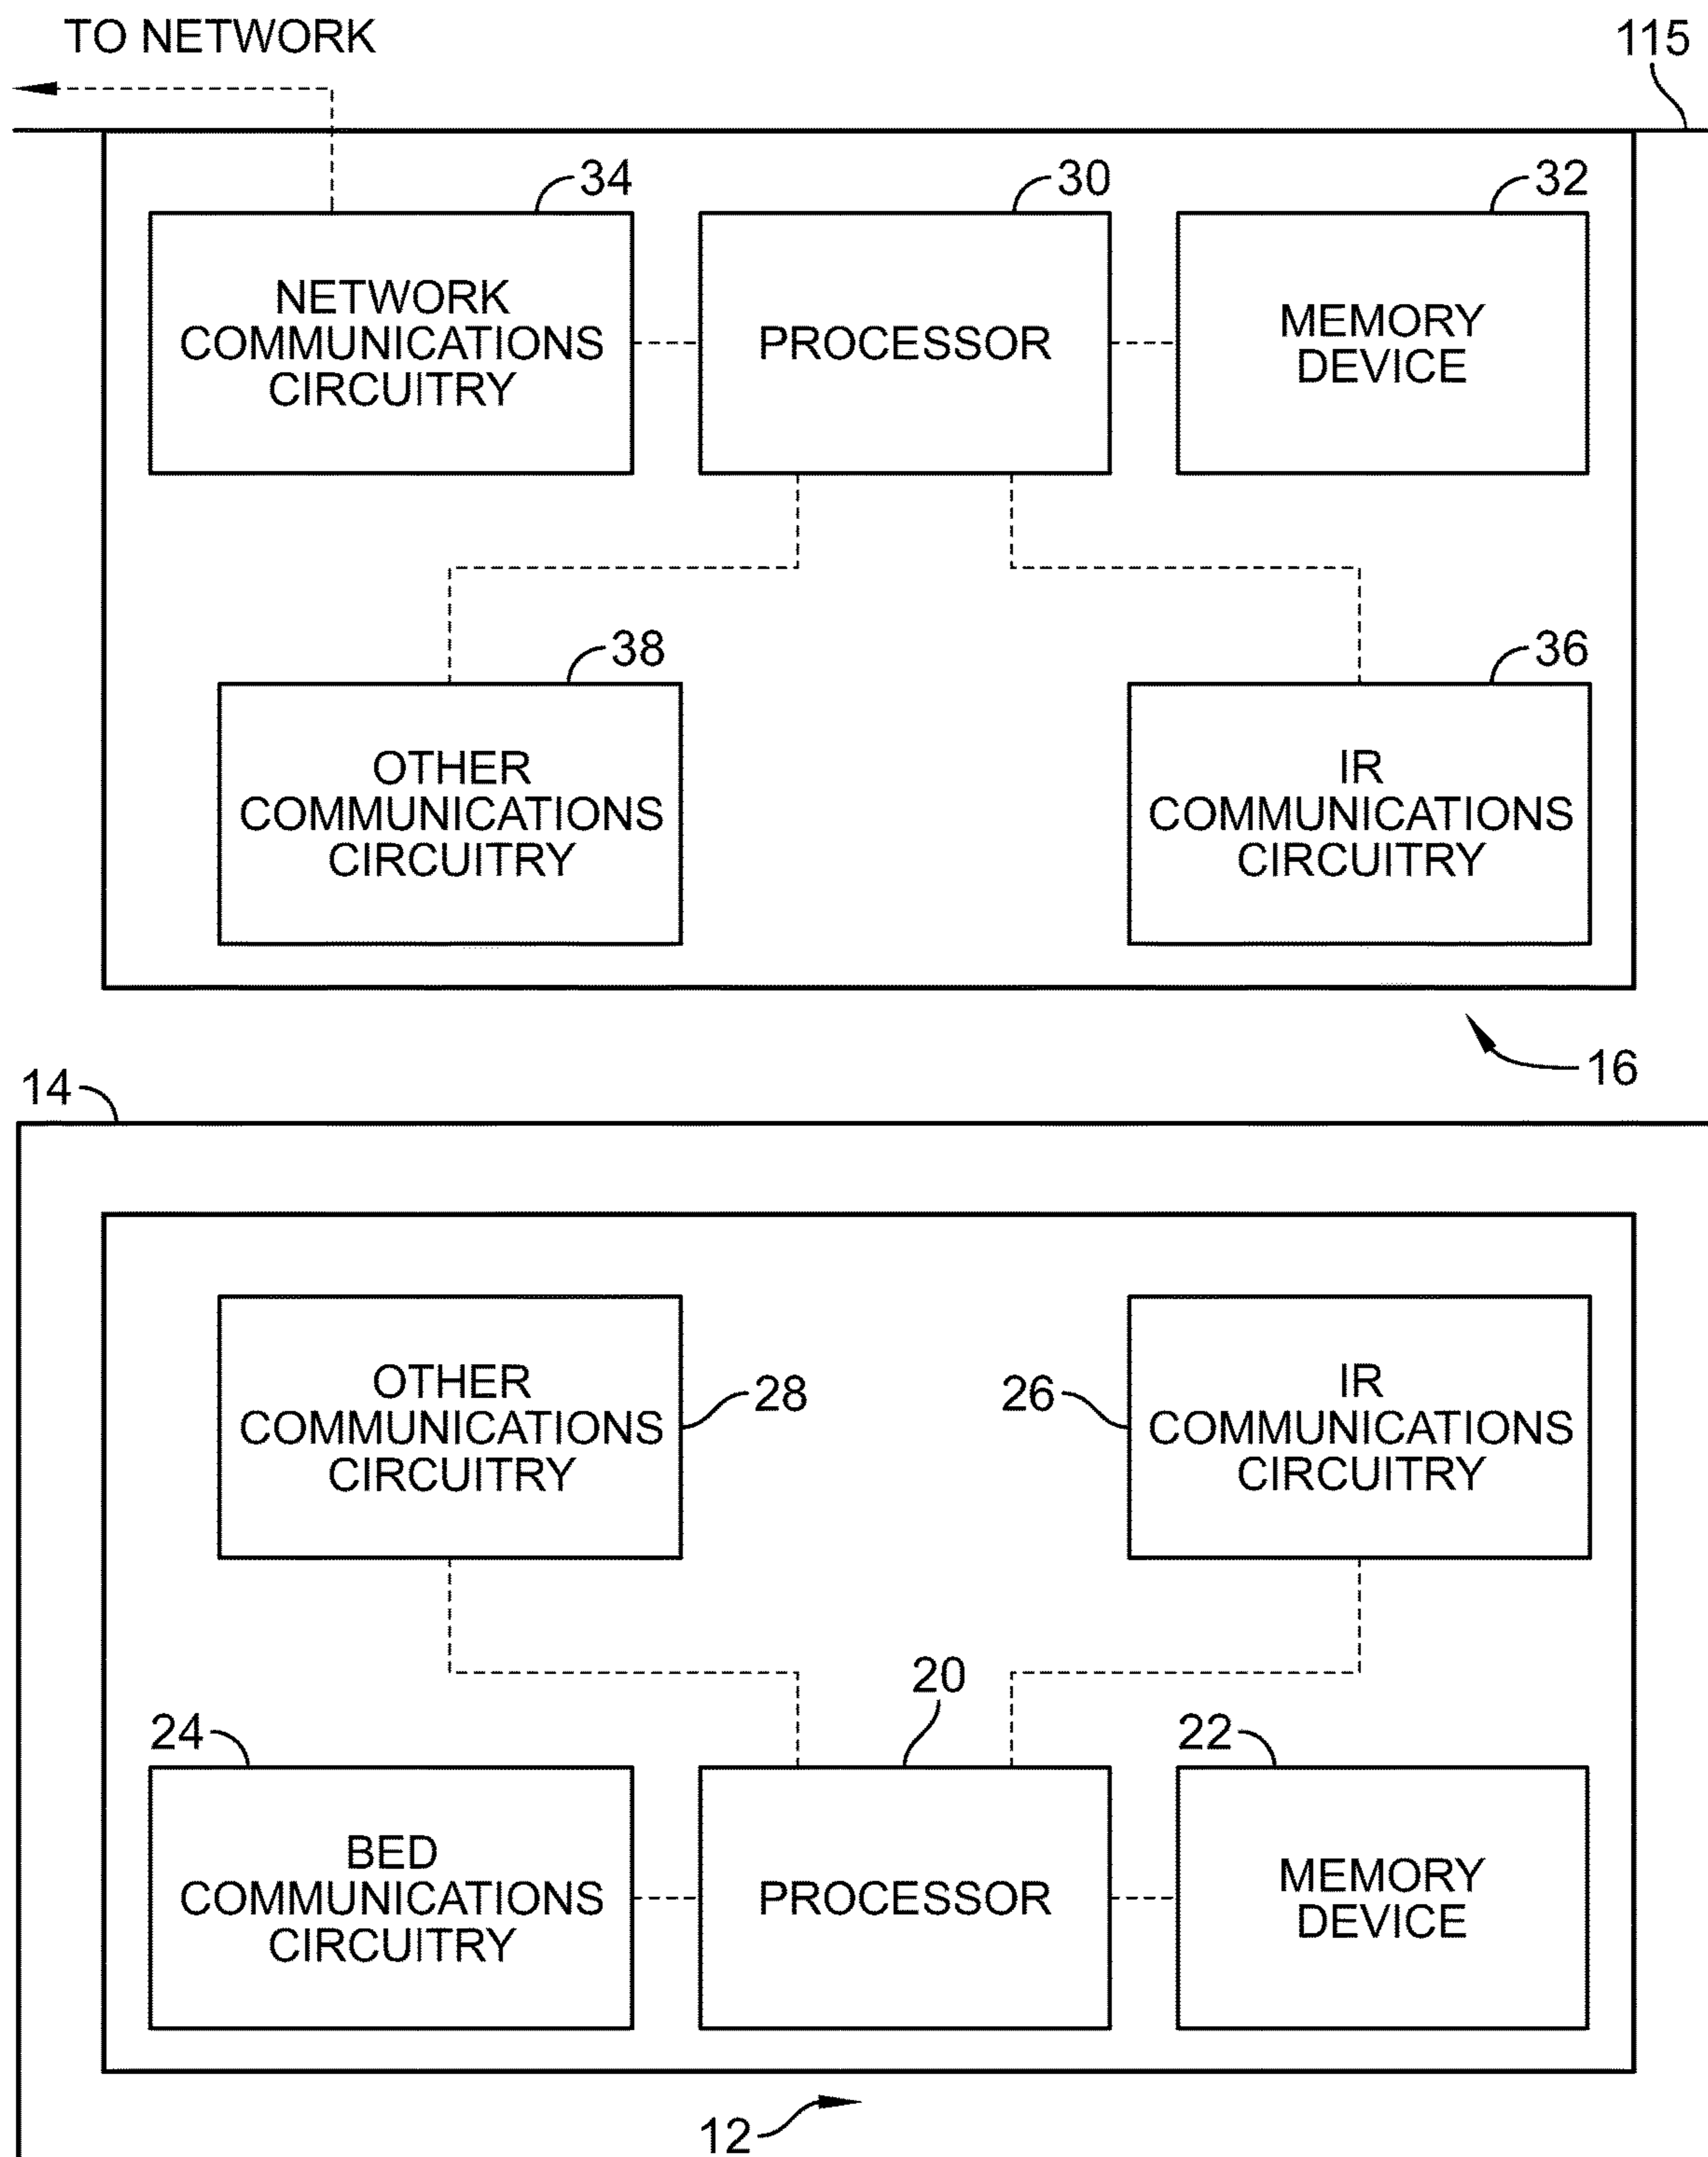 TO NETWORK
115
34
30
32
NETWORK
COMMUNICATIONS
CIRCUITRY
PROCESSOR
MEMORY
DEVICE
38
36
OTHER
COMMUNICATIONS
CIRCUITRY
IR
COMMUNICATIONS
CIRCUITRY
16
14
OTHER
COMMUNICATIONS
CIRCUITRY
28
26
IR
COMMUNICATIONS
CIRCUITRY
20
24
22
BED
COMMUNICATIONS
CIRCUITRY
PROCESSOR
MEMORY
DEVICE
12